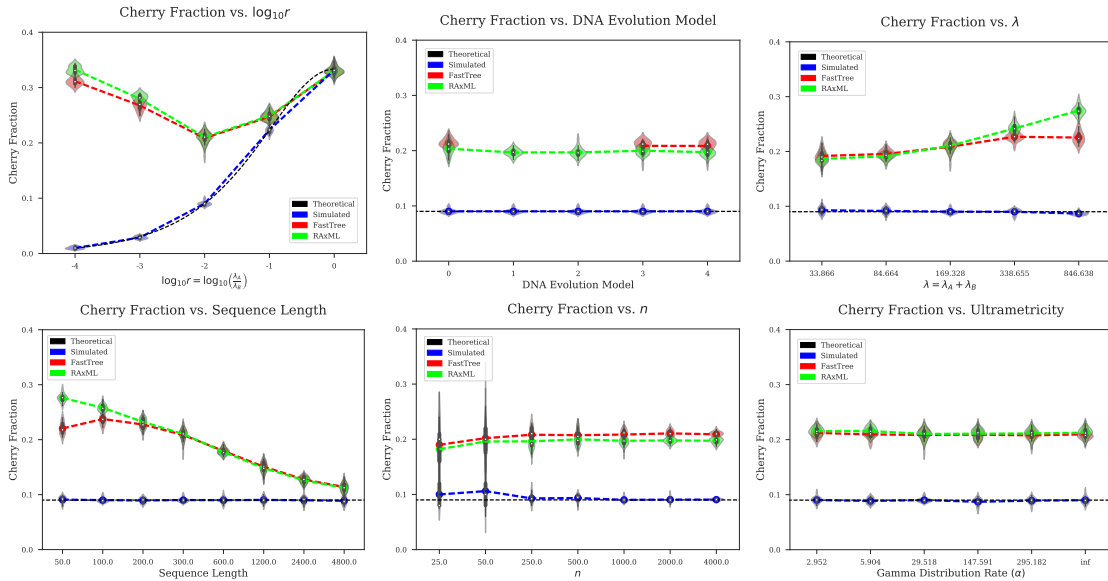 Cherry Fraction vs. log₁₀r
Cherry Fraction
0.4
0.3
0.2
0.1
0.0
Theoretical
Simulated
FastTree
RAxML
-4 -3 -2 -1 0
log₁₀r = log₁₀(λ_A/λ_B)
Cherry Fraction vs. DNA Evolution Model
Cherry Fraction
0.4
0.3
0.2
0.1
0.0
Theoretical
Simulated
FastTree
RAxML
0 1 2 3 4
DNA Evolution Model
Cherry Fraction vs. λ
Cherry Fraction
0.4
0.3
0.2
0.1
0.0
Theoretical
Simulated
FastTree
RAxML
33.866 84.664 169.328 338.655 846.638
λ = λ_A + λ_B
Cherry Fraction vs. Sequence Length
Cherry Fraction
0.4
0.3
0.2
0.1
0.0
Theoretical
Simulated
FastTree
RAxML
50.0 100.0 200.0 300.0 600.0 1200.0 2400.0 4800.0
Sequence Length
Cherry Fraction vs. n
Cherry Fraction
0.4
0.3
0.2
0.1
0.0
Theoretical
Simulated
FastTree
RAxML
25.0 50.0 250.0 500.0 1000.0 2000.0 4000.0
n
Cherry Fraction vs. Ultrametricity
Cherry Fraction
0.4
0.3
0.2
0.1
0.0
Theoretical
Simulated
FastTree
RAxML
2.952 5.904 29.518 147.591 295.182 inf
Gamma Distribution Rate (α)